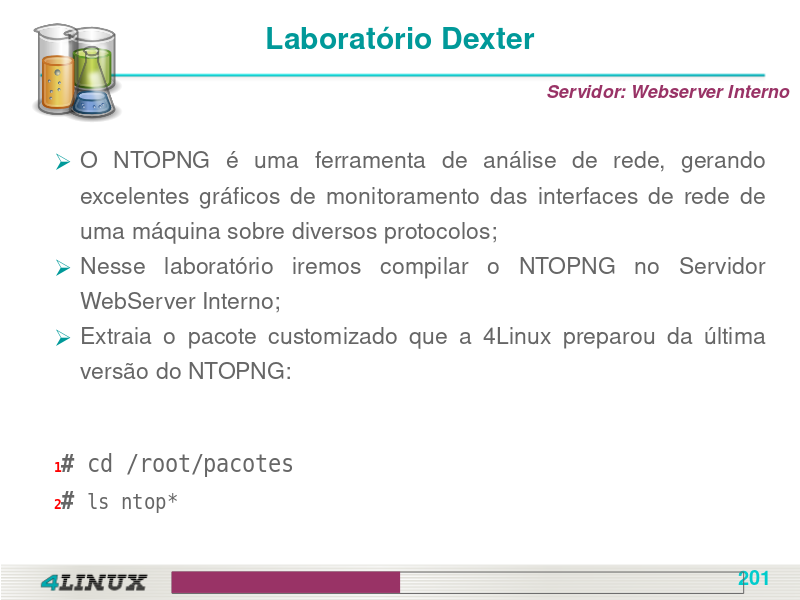 Laboratório Dexter
Servidor: Webserver Interno
➢ O NTOPNG é uma ferramenta de análise de rede, gerando
excelentes gráficos de monitoramento das interfaces de rede de
uma máquina sobre diversos protocolos;
➢ Nesse laboratório iremos compilar o NTOPNG no Servidor
WebServer Interno;
➢ Extraia o pacote customizado que a 4Linux preparou da última
versão do NTOPNG:
1# cd /root/pacotes
2# ls ntop*
4LINUX
201